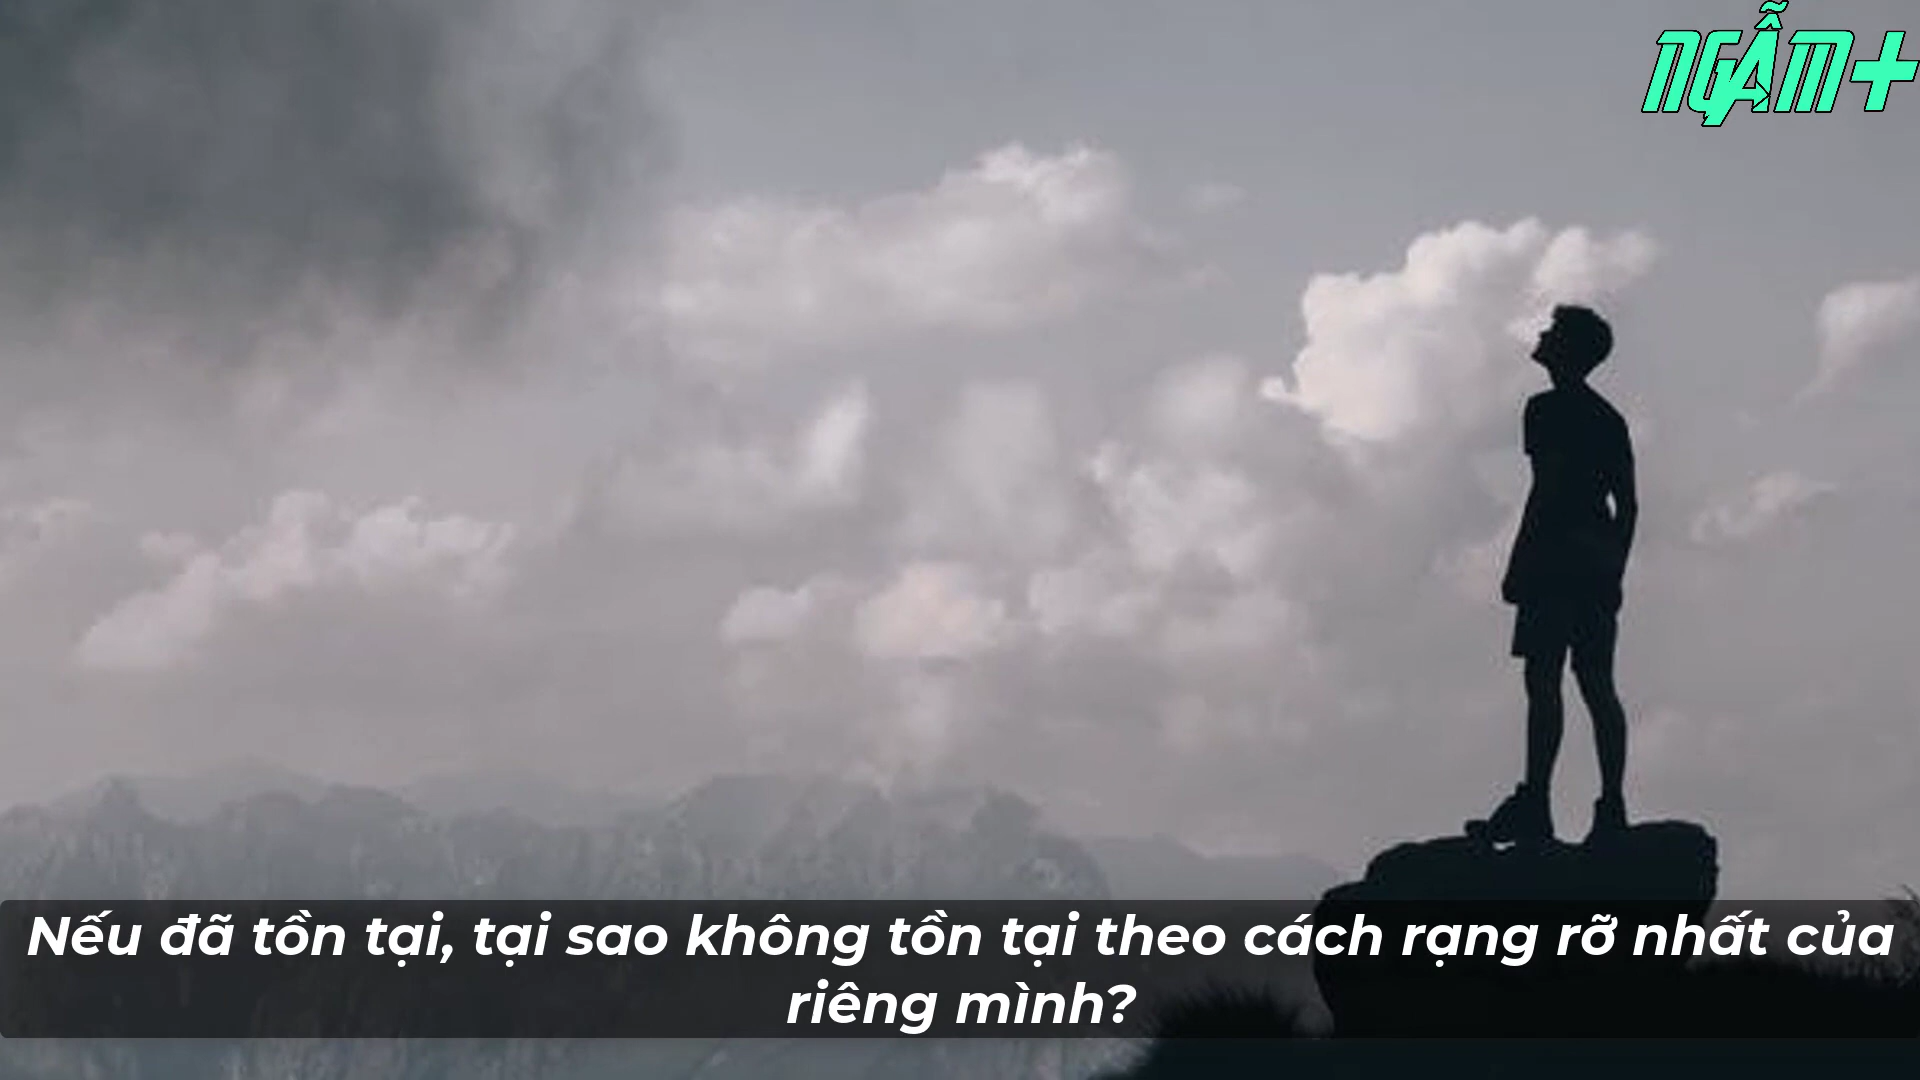 NGẪM+
Nếu đã tồn tại, tại sao không tồn tại theo cách rạng rỡ nhất của
riêng mình?